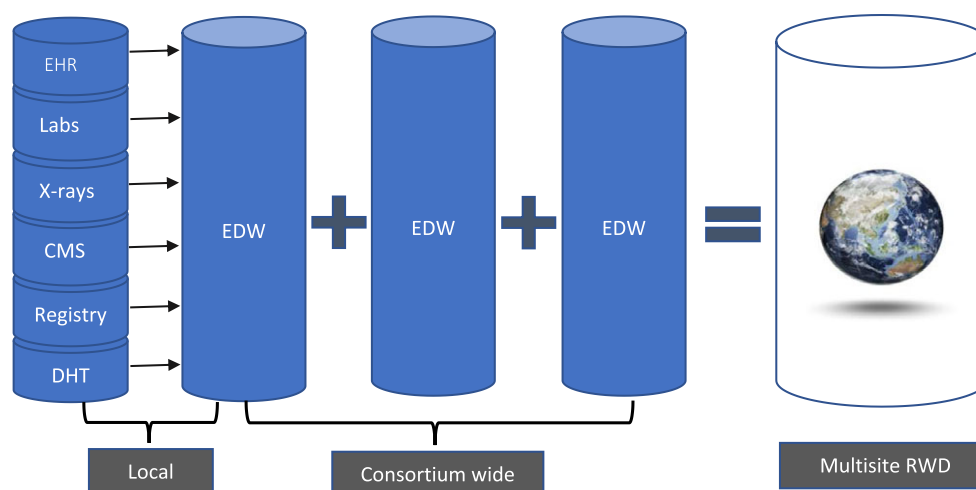 EHR
Labs
X-rays
CMS
Registry
DHT
EDW
EDW
EDW
Local
Consortium wide
Multisite RWD